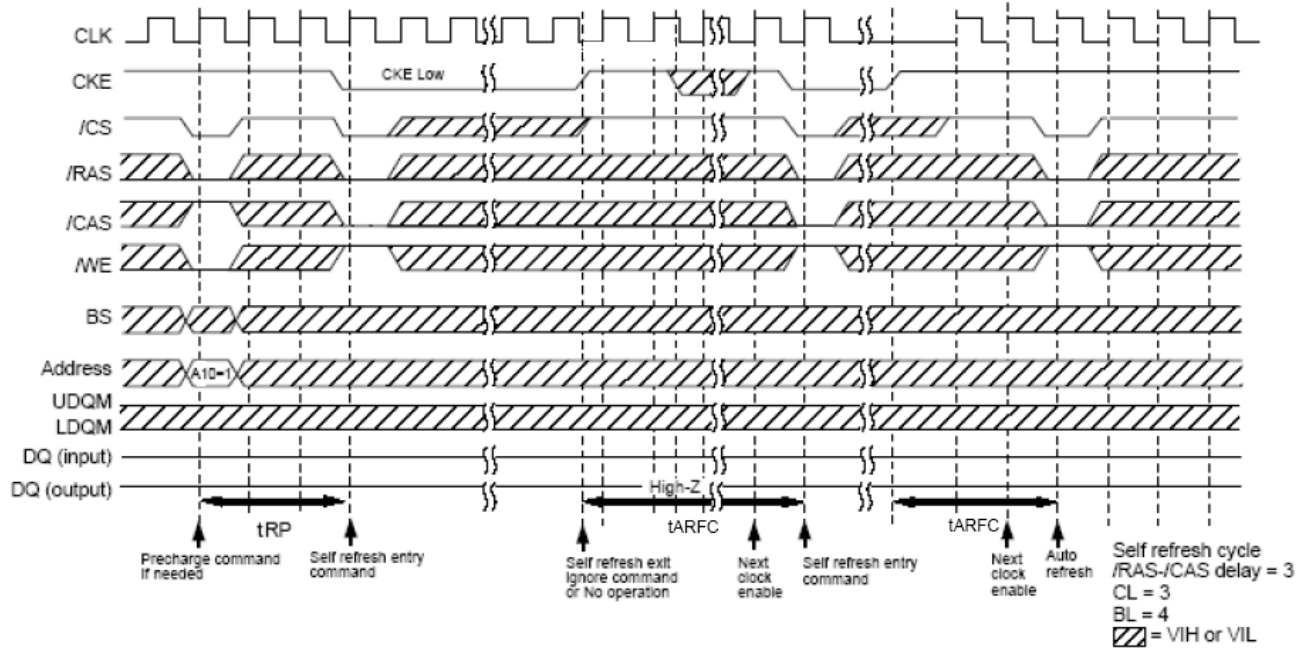 CLK
CKE
CKE Low
/CS
/RAS
/CAS
/WE
BS
Address
A10=1
UDQM
LDQM
DQ (input)
DQ (output)
High-Z
tRP
tARFC
tARFC
Precharge command
If needed
Self refresh entry
command
Self refresh exit
Ignore command
or No operation
Next
clock
enable
Self refresh entry
command
Next
clock
enable
Auto
refresh
Self refresh cycle
/RAS-/CAS delay = 3
CL = 3
BL = 4
= VIH or VIL